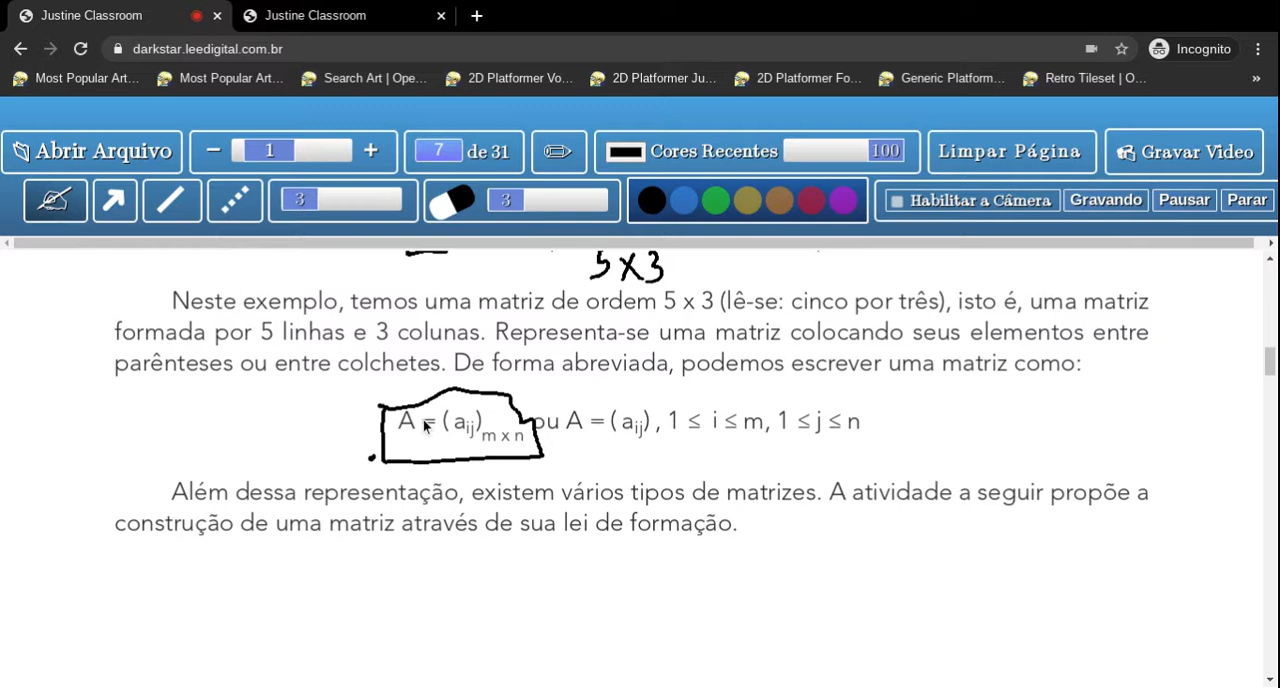 Justine Classroom Justine Classroom
darkstar.leedigital.com.br Incognito
Most Popular Art... Most Popular Art... Search Art | Ope... 2D Platformer Vo... 2D Platformer Ju... 2D Platformer Fo... Generic Platform... Retro Tileset | O... »
Abrir Arquivo − 1 + 7 de 31 Cores Recentes 100 Limpar Página Gravar Video
3 3 Habilitar a Câmera Gravando Pausar Parar
5 X 3
Neste exemplo, temos uma matriz de ordem 5 x 3 (lê-se: cinco por três), isto é, uma matriz
formada por 5 linhas e 3 colunas. Representa-se uma matriz colocando seus elementos entre
parênteses ou entre colchetes. De forma abreviada, podemos escrever uma matriz como:
A = ( aij)m x n ou A = ( aij) , 1 ≤ i ≤ m, 1 ≤ j ≤ n
Além dessa representação, existem vários tipos de matrizes. A atividade a seguir propõe a
construção de uma matriz através de sua lei de formação.